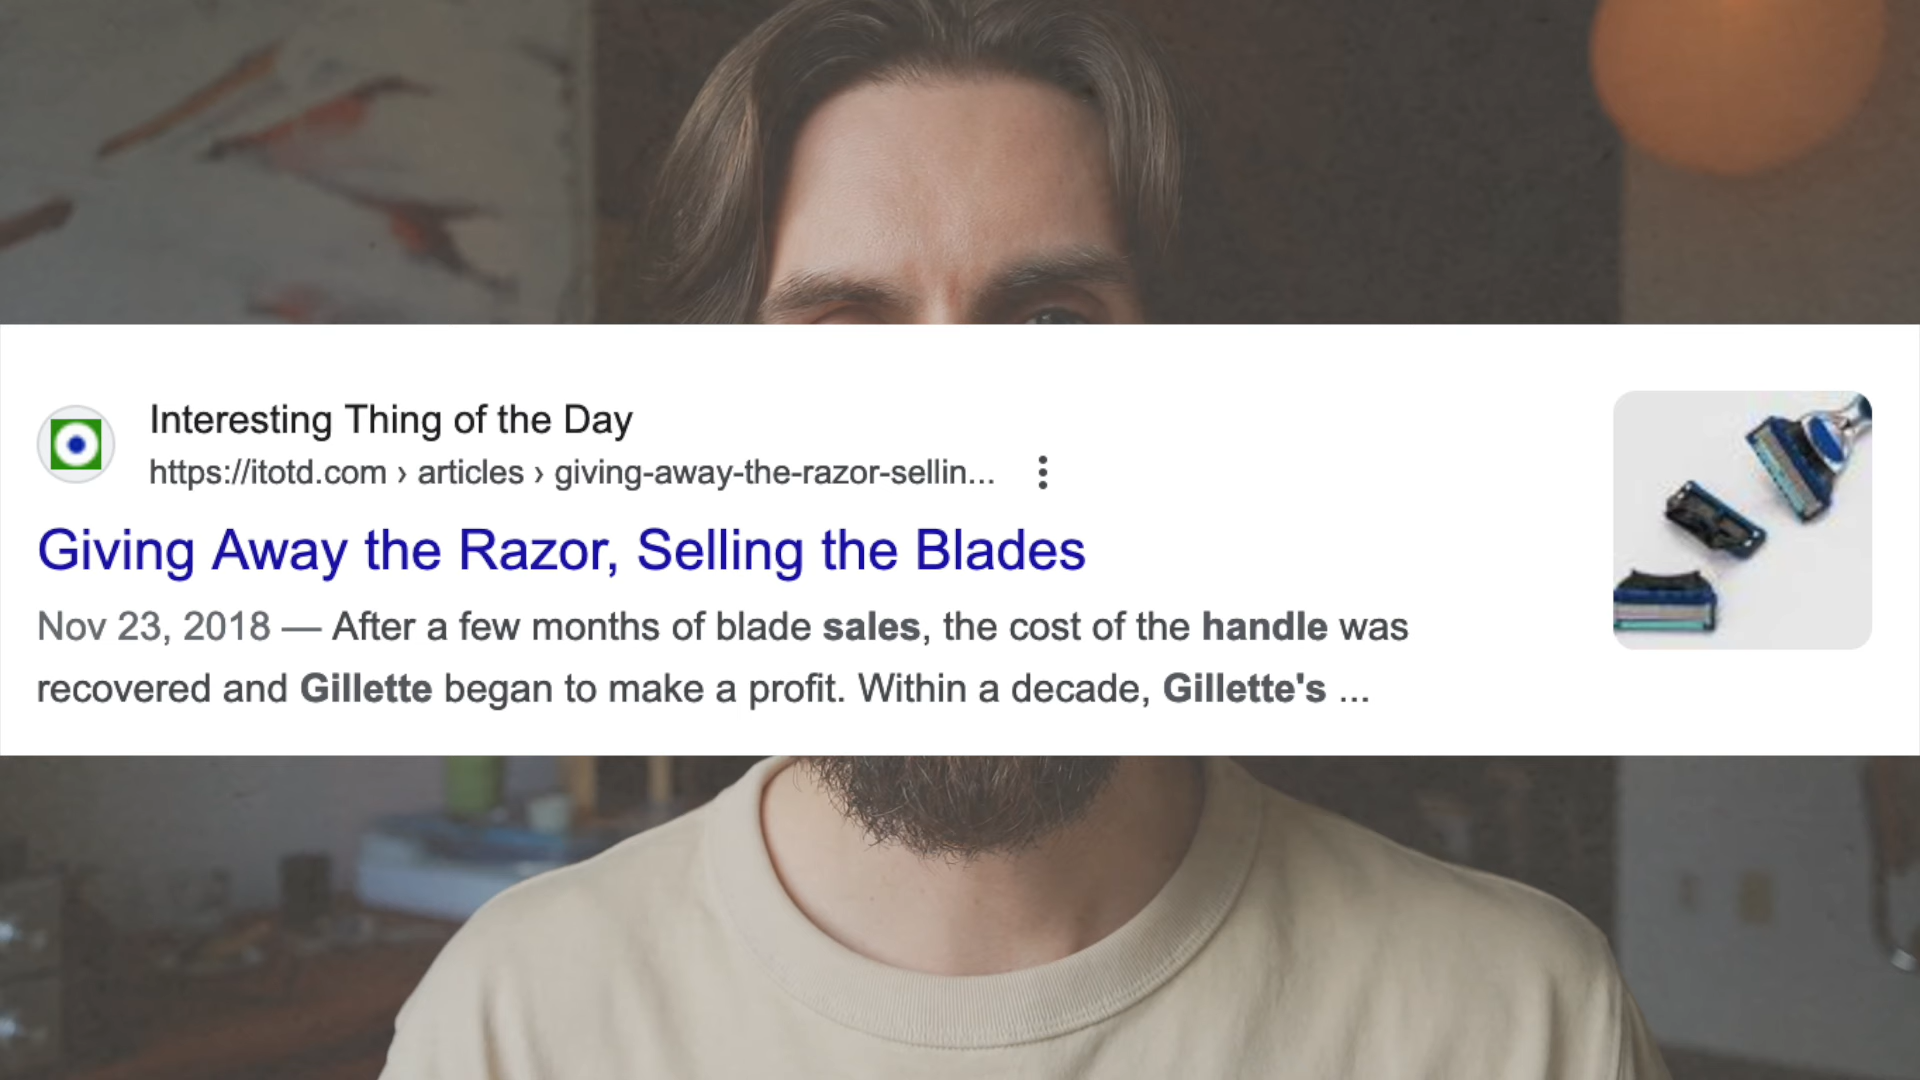 Interesting Thing of the Day
https://itotd.com › articles › giving-away-the-razor-sellin...
Giving Away the Razor, Selling the Blades
Nov 23, 2018 — After a few months of blade sales, the cost of the handle was
recovered and Gillette began to make a profit. Within a decade, Gillette's ...